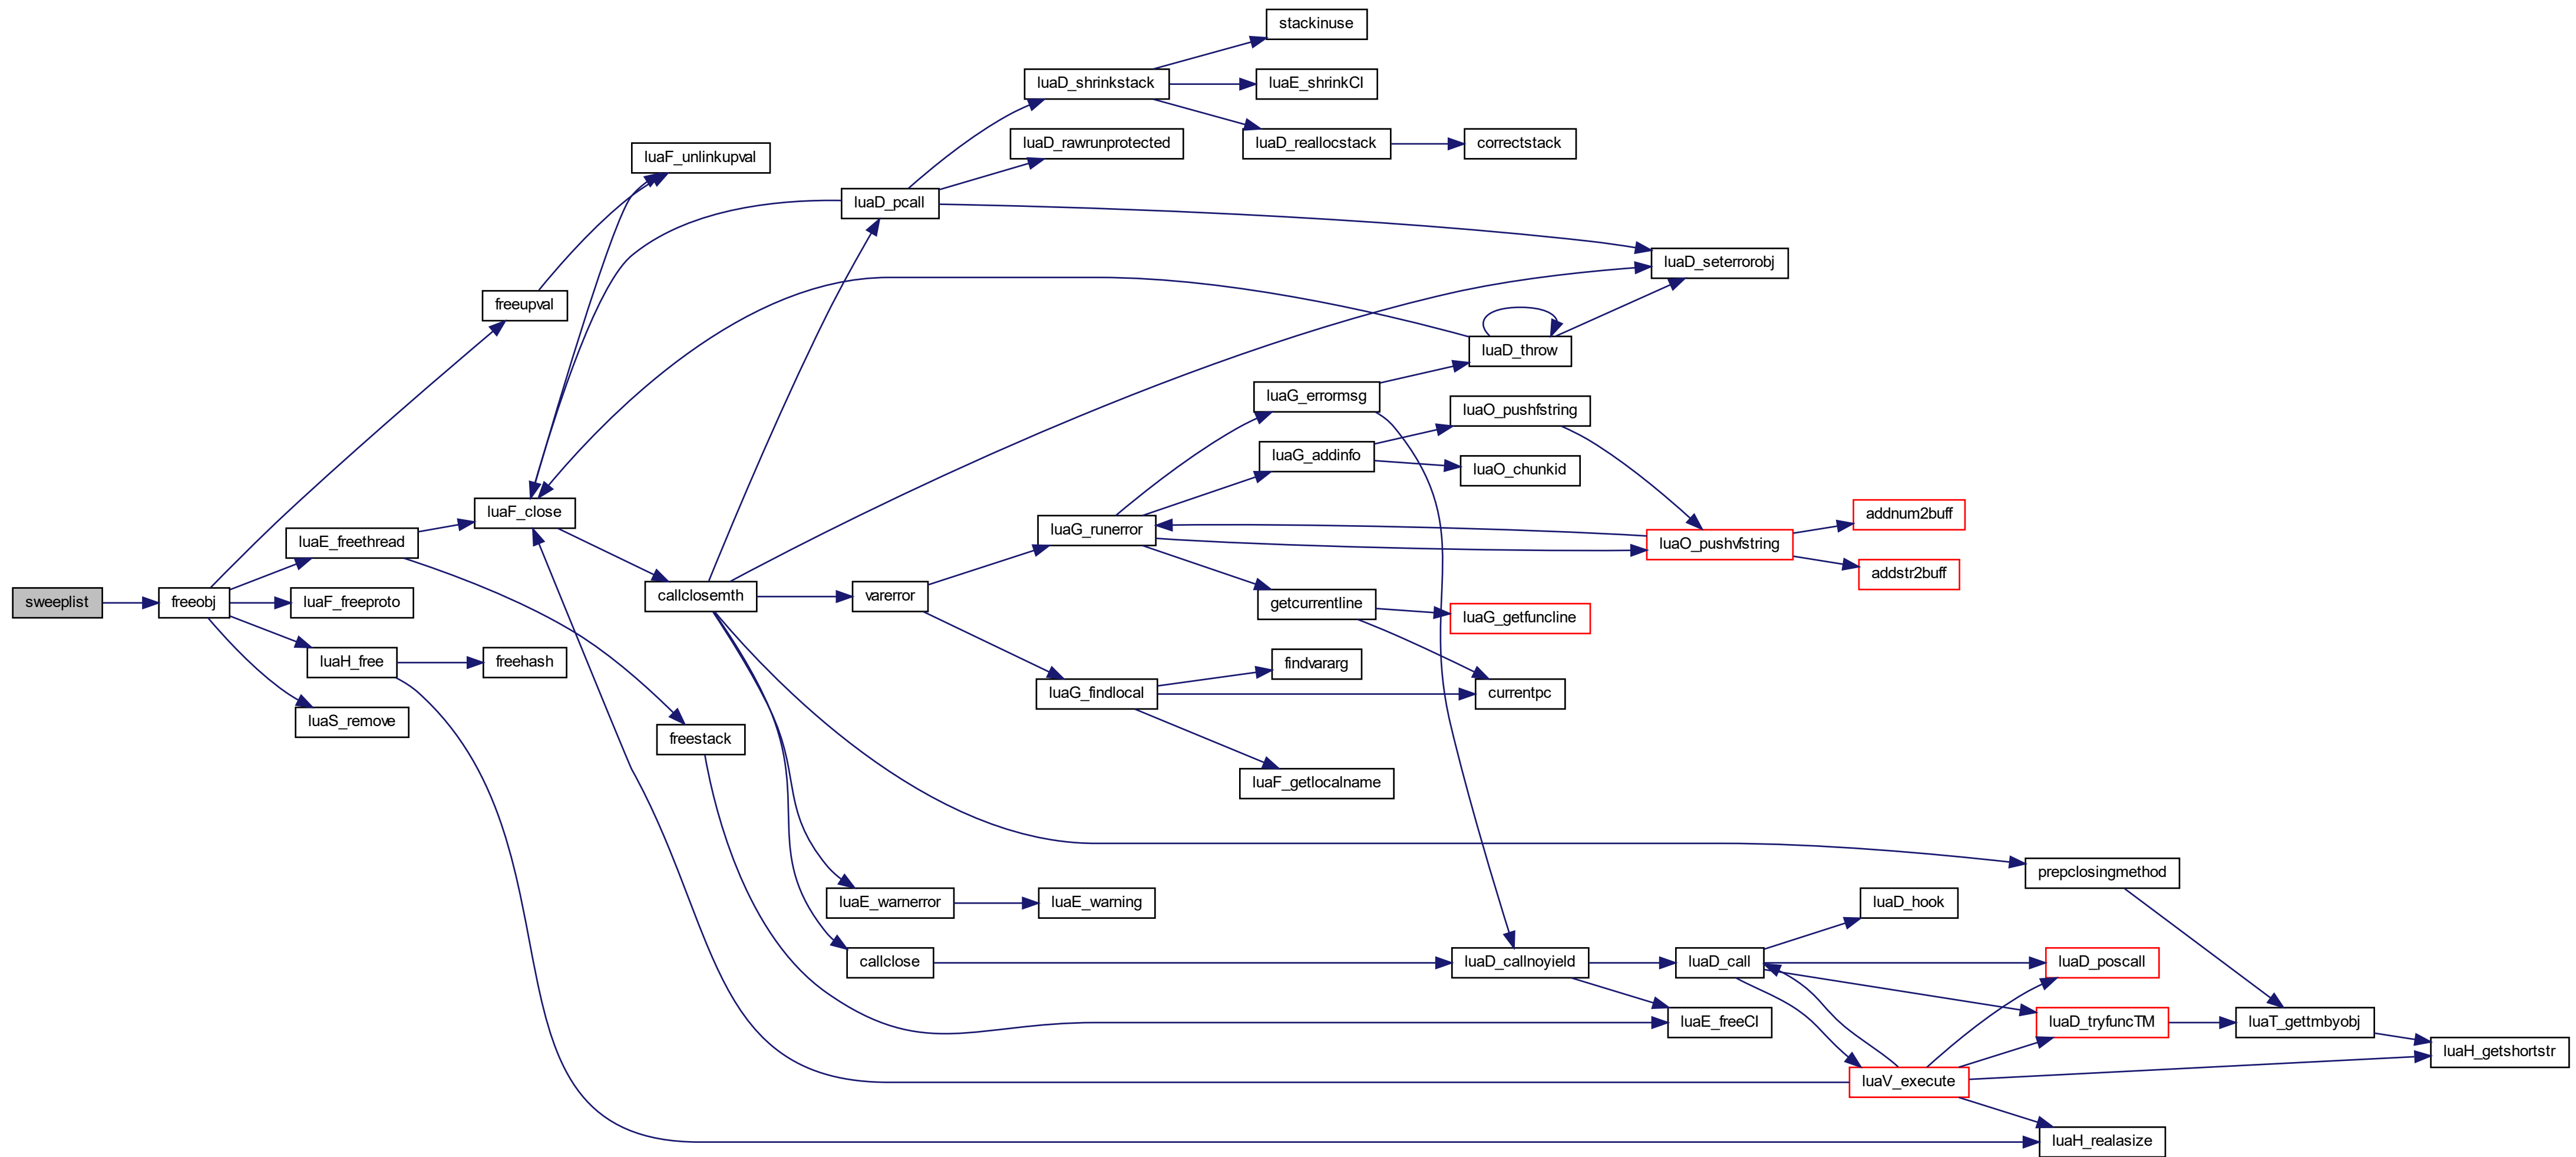 stackinuse
luaD_shrinkstack
luaE_shrinkCI
luaD_rawrunprotected
luaD_reallocstack
correctstack
luaF_unlinkupval
luaD_pcall
luaD_seterrorobj
freeupval
luaD_throw
luaG_errormsg
luaO_pushfstring
luaG_addinfo
luaO_chunkid
luaF_close
addnum2buff
luaG_runerror
luaE_freethread
luaO_pushvfstring
addstr2buff
sweeplist
freeobj
luaF_freeproto
callclosemth
varerror
getcurrentline
luaG_getfuncline
luaH_free
freehash
findvararg
luaG_findlocal
currentpc
luaS_remove
freestack
luaF_getlocalname
prepclosingmethod
luaE_warnerror
luaE_warning
luaD_hook
callclose
luaD_callnoyield
luaD_call
luaD_poscall
luaE_freeCI
luaD_tryfuncTM
luaT_gettmbyobj
luaH_getshortstr
luaV_execute
luaH_realasize